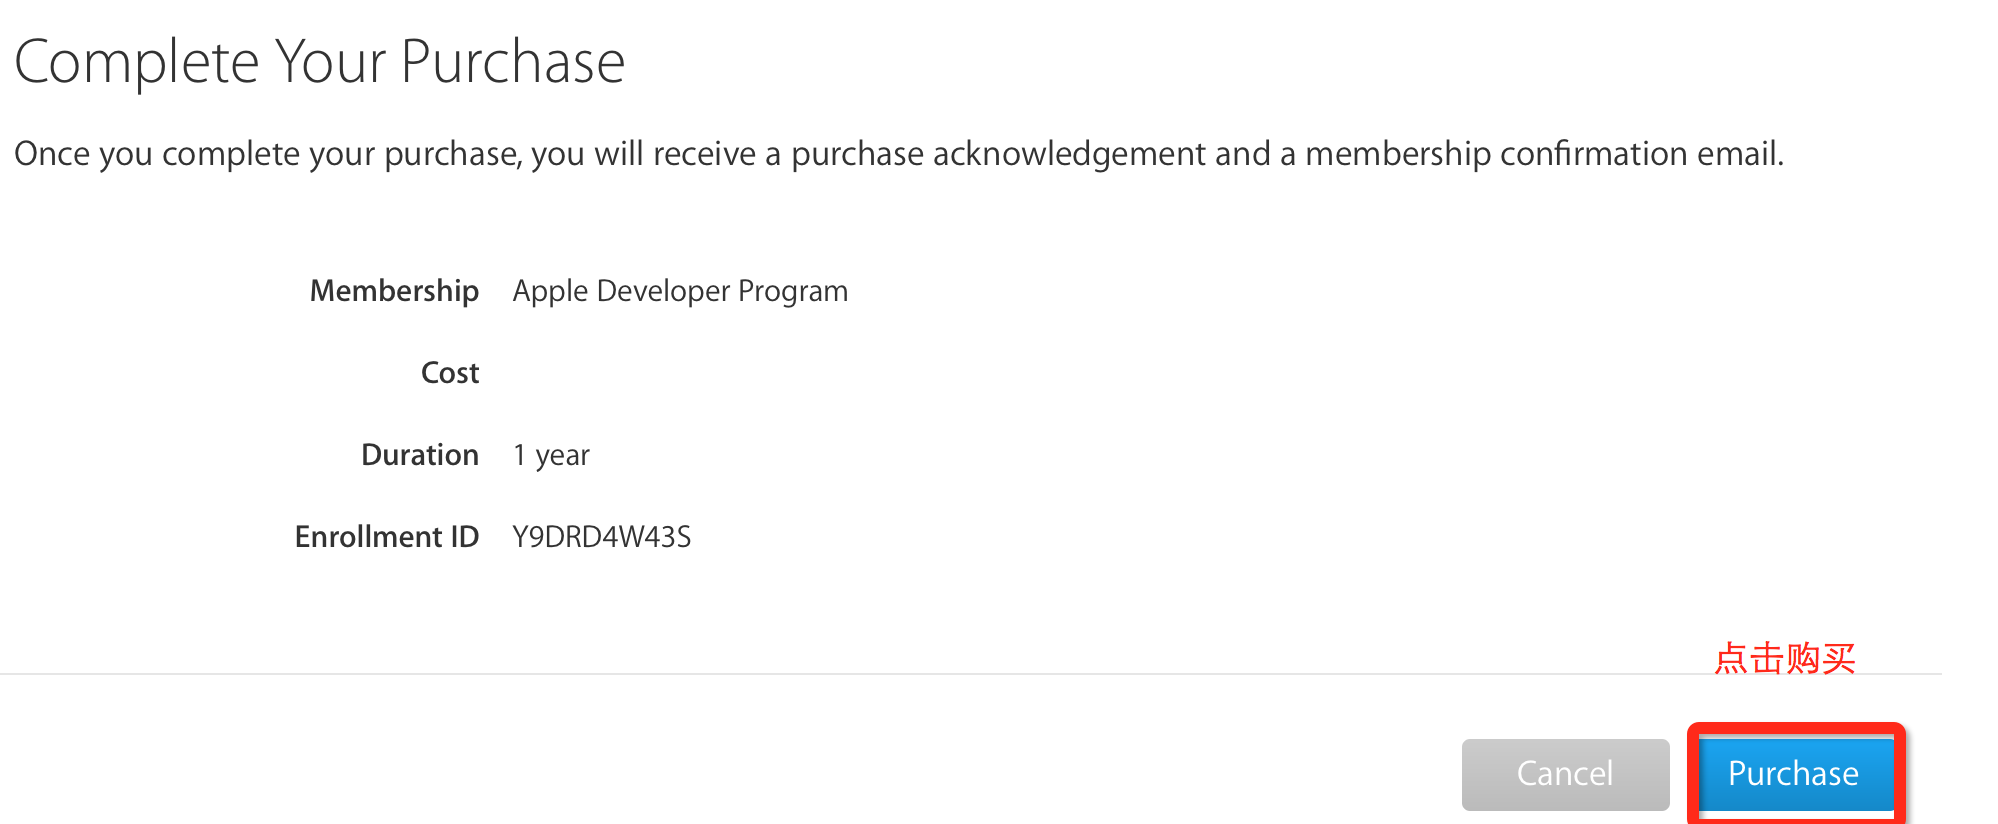 Complete Your Purchase
Once you complete your purchase, you will receive a purchase acknowledgement and a membership confirmation email.
Membership Apple Developer Program
Cost
Duration 1 year
Enrollment ID Y9DRD4W43S
点击购买
Cancel Purchase